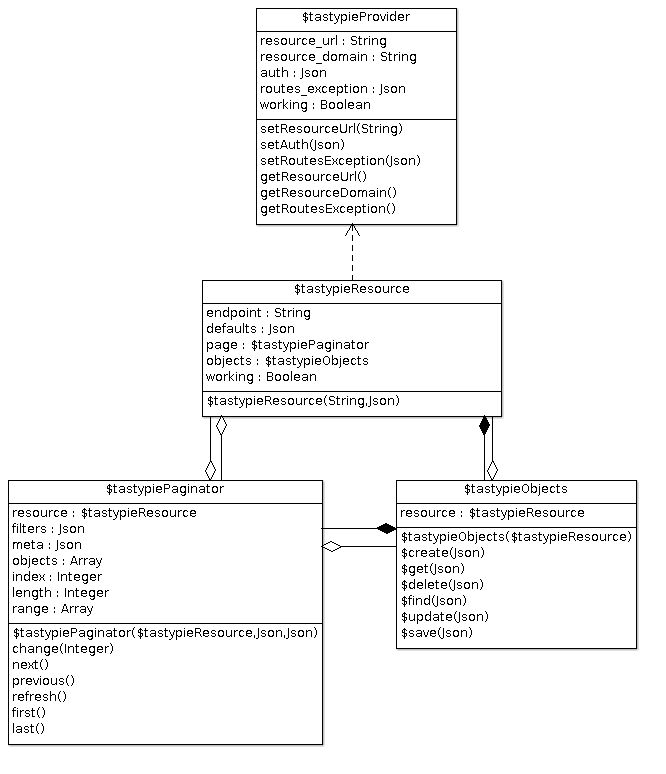 $tastypieProvider
resource_url : String
resource_domain : String
auth : Json
routes_exception : Json
working : Boolean
setResourceUrl(String)
setAuth(Json)
setRoutesException(Json)
getResourceUrl()
getResourceDomain()
getRoutesException()
$tastypieResource
endpoint : String
defaults : Json
page : $tastypiePaginator
objects : $tastypieObjects
working : Boolean
$tastypieResource(String,Json)
$tastypiePaginator
resource : $tastypieResource
filters : Json
meta : Json
objects : Array
index : Integer
length : Integer
range : Array
$tastypiePaginator($tastypieResource,Json,Json)
change(Integer)
next()
previous()
refresh()
first()
last()
$tastypieObjects
resource : $tastypieResource
$tastypieObjects($tastypieResource)
$create(Json)
$get(Json)
$delete(Json)
$find(Json)
$update(Json)
$save(Json)